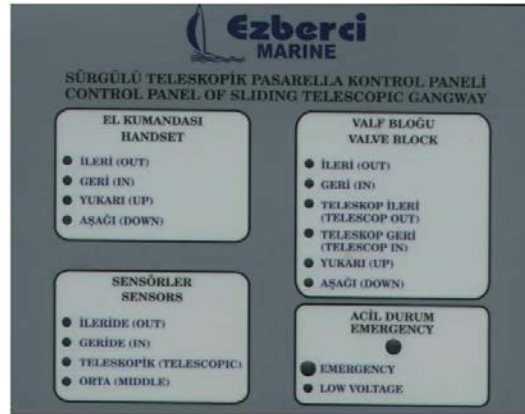 Ezberci
MARINE
SÜRGÜLÜ TELESKOPİK PASARELLA KONTROL PANELİ
CONTROL PANEL OF SLIDING TELESCOPIC GANGWAY
EL KUMANDASI
HANDSET
İLERİ (OUT)
GERİ (IN)
YUKARI (UP)
AŞAĞI (DOWN)
VALF BLOĞU
VALVE BLOCK
İLERİ (OUT)
GERİ (IN)
TELESKOP İLERİ
(TELESCOP OUT)
TELESKOP GERİ
(TELESCOP IN)
YUKARI (UP)
AŞAĞI (DOWN)
SENSÖRLER
SENSORS
İLERİDE (OUT)
GERİDE (IN)
TELESKOPİK (TELESCOPIC)
ORTA (MIDDLE)
ACİL DURUM
EMERGENCY
EMERGENCY
LOW VOLTAGE